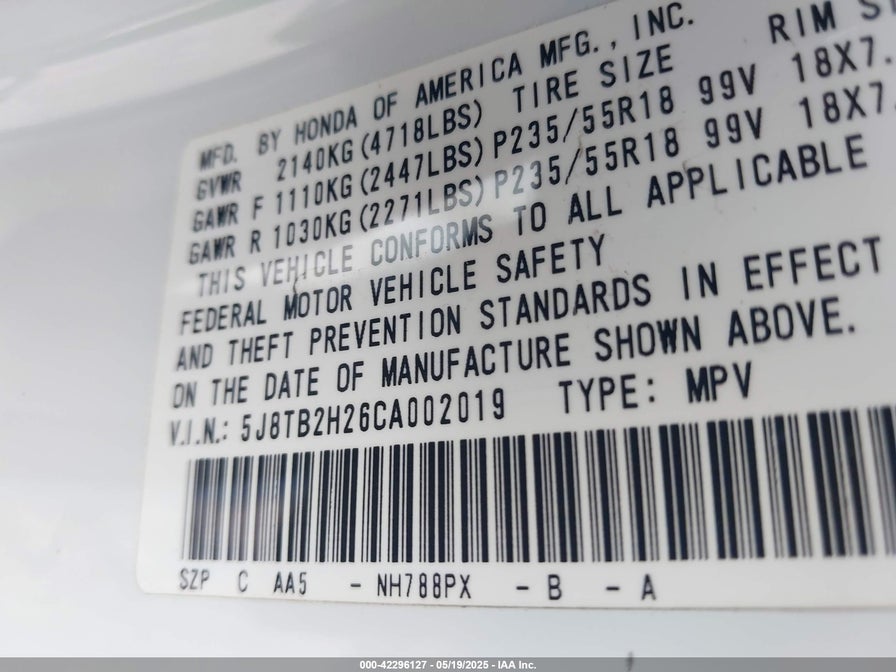 MFD. BY HONDA OF AMERICA MFG., INC.
GVWR 2140KG (4718LBS) TIRE SIZE RIM
GAWR F 1110KG (2447LBS) P235/55R18 99V 18X7.
GAWR R 1030KG (2271LBS) P235/55R18 99V 18X7
THIS VEHICLE CONFORMS TO ALL APPLICABLE
FEDERAL MOTOR VEHICLE SAFETY
AND THEFT PREVENTION STANDARDS IN EFFECT
ON THE DATE OF MANUFACTURE SHOWN ABOVE.
V.I.N.: 5J8TB2H26CA002019 TYPE: MPV
SZP C AA5 - NH788PX - B - A
000-42296127 - 05/19/2025 - IAA Inc.